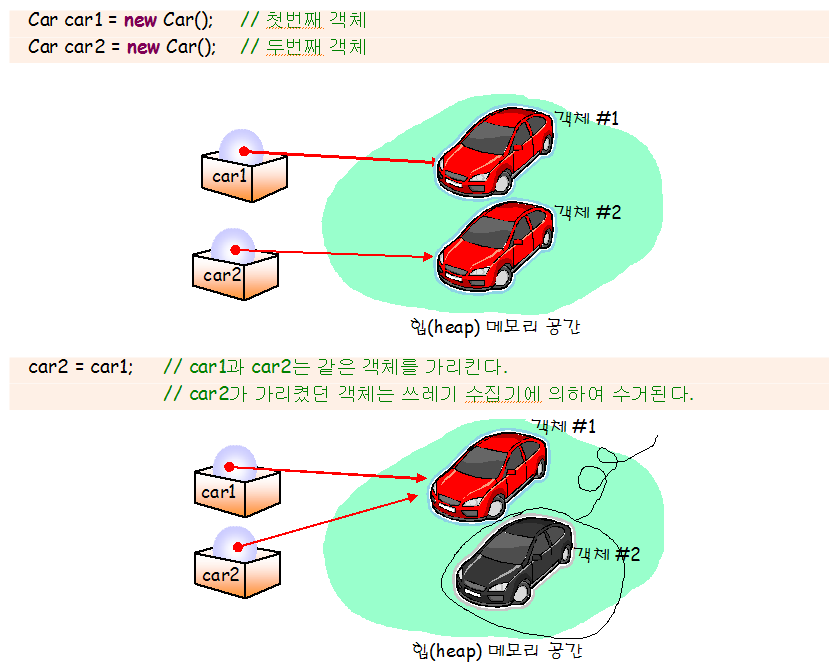 Car car1 = new Car(); // 첫번째 객체
Car car2 = new Car(); // 두번째 객체
객체 #1
car1
객체 #2
car2
힙(heap) 메모리 공간
car2 = car1; // car1과 car2는 같은 객체를 가리킨다.
// car2가 가리켰던 객체는 쓰레기 수집기에 의하여 수거된다.
객체 #1
car1
객체 #2
car2
힙(heap) 메모리 공간